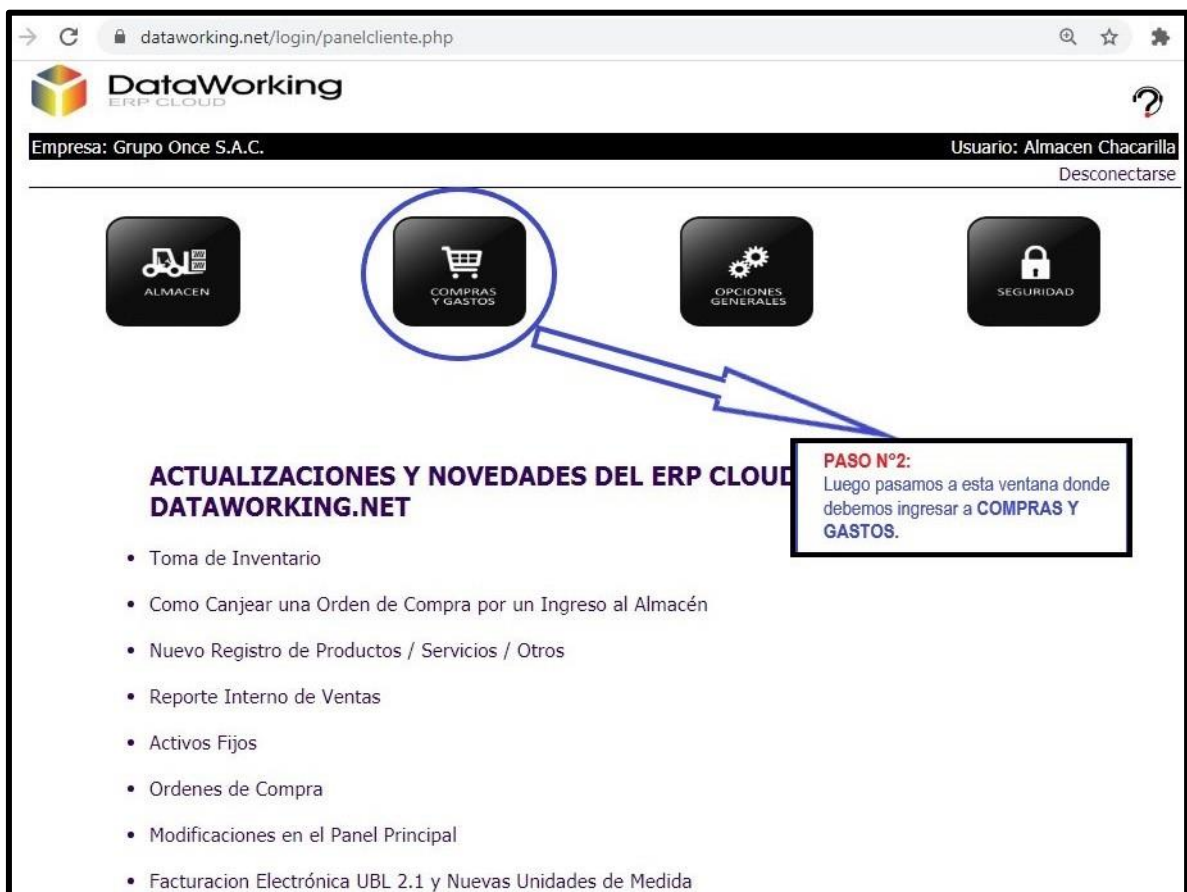 dataworking.net/login/panelcliente.php
DataWorking
ERP CLOUD
Empresa: Grupo Once S.A.C.
Usuario: Almacen Chacarilla
Desconectarse
ALMACEN
COMPRAS
Y GASTOS
OPCIONES
GENERALES
SEGURIDAD
ACTUALIZACIONES Y NOVEDADES DEL ERP CLOUD
DATAWORKING.NET
PASO N°2:
Luego pasamos a esta ventana donde
debemos ingresar a COMPRAS Y
GASTOS.
• Toma de Inventario
• Como Canjear una Orden de Compra por un Ingreso al Almacén
• Nuevo Registro de Productos / Servicios / Otros
• Reporte Interno de Ventas
• Activos Fijos
• Ordenes de Compra
• Modificaciones en el Panel Principal
• Facturacion Electrónica UBL 2.1 y Nuevas Unidades de Medida